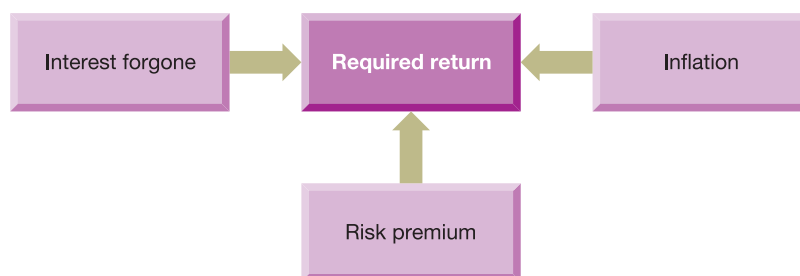 Interest forgone
Required return
Inflation
Risk premium